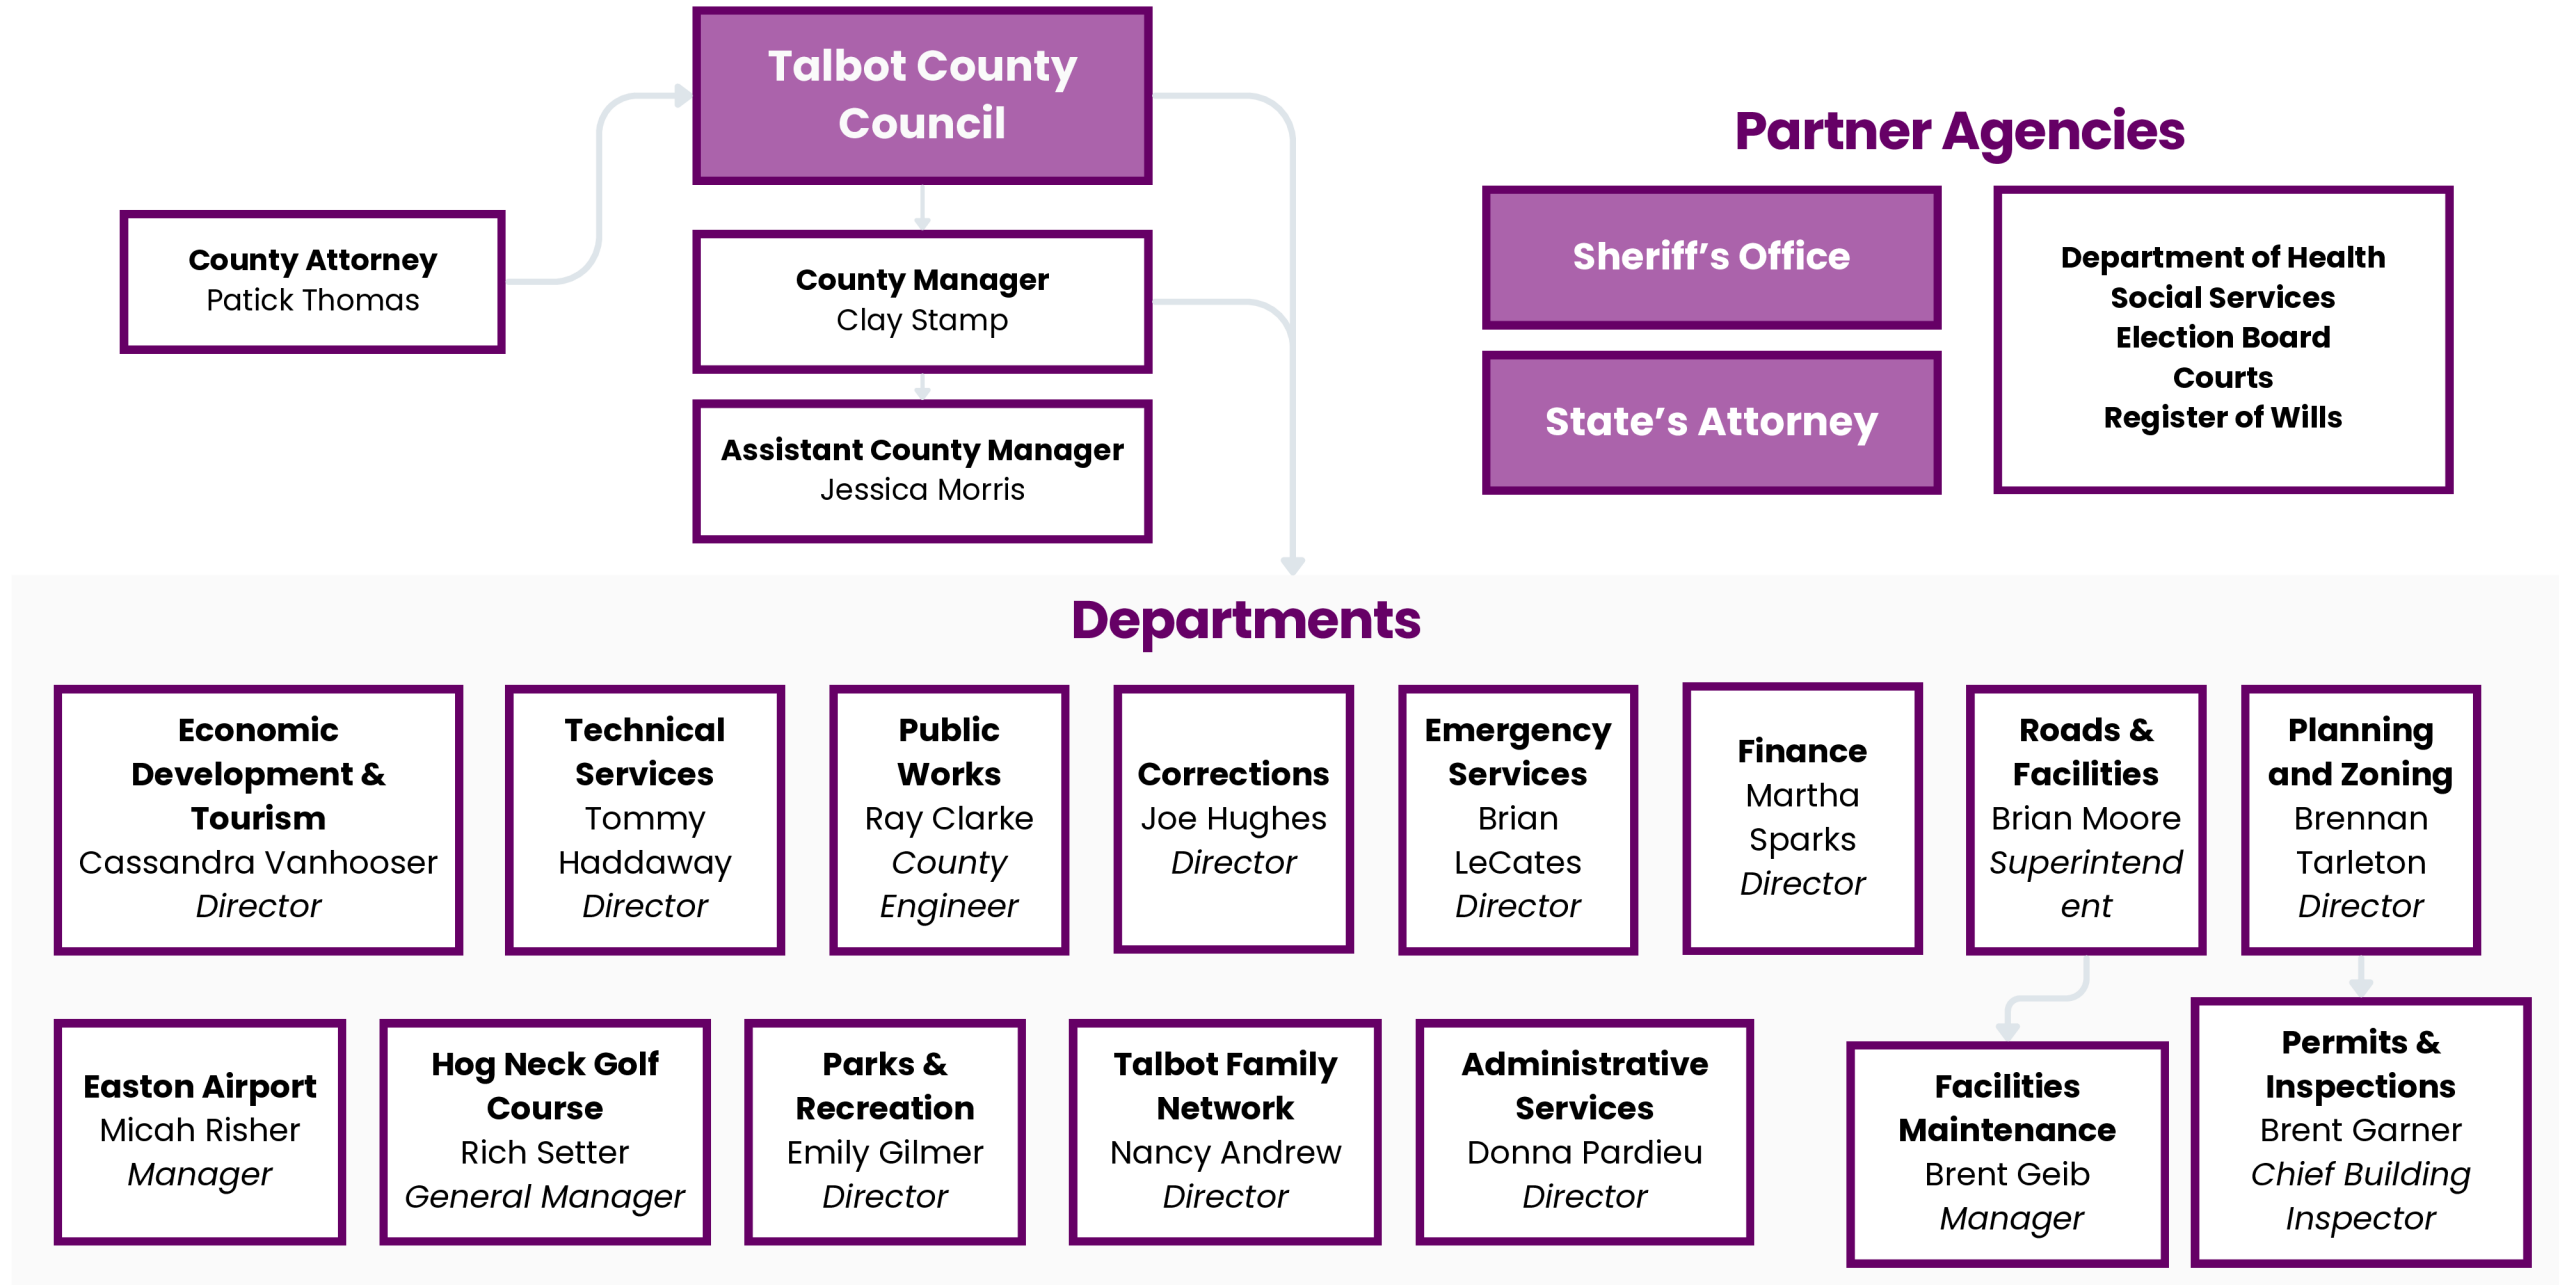 Talbot County
Council
County Attorney
Patick Thomas
County Manager
Clay Stamp
Assistant County Manager
Jessica Morris
Partner Agencies
Sheriff’s Office
State’s Attorney
Department of Health
Social Services
Election Board
Courts
Register of Wills
Departments
Economic
Development &
Tourism
Cassandra Vanhooser
Director
Technical
Services
Tommy
Haddaway
Director
Public
Works
Ray Clarke
County
Engineer
Corrections
Joe Hughes
Director
Emergency
Services
Brian
LeCates
Director
Finance
Martha
Sparks
Director
Roads &
Facilities
Brian Moore
Superintend
ent
Planning
and Zoning
Brennan
Tarleton
Director
Easton Airport
Micah Risher
Manager
Hog Neck Golf
Course
Rich Setter
General Manager
Parks &
Recreation
Emily Gilmer
Director
Talbot Family
Network
Nancy Andrew
Director
Administrative
Services
Donna Pardieu
Director
Facilities
Maintenance
Brent Geib
Manager
Permits &
Inspections
Brent Garner
Chief Building
Inspector